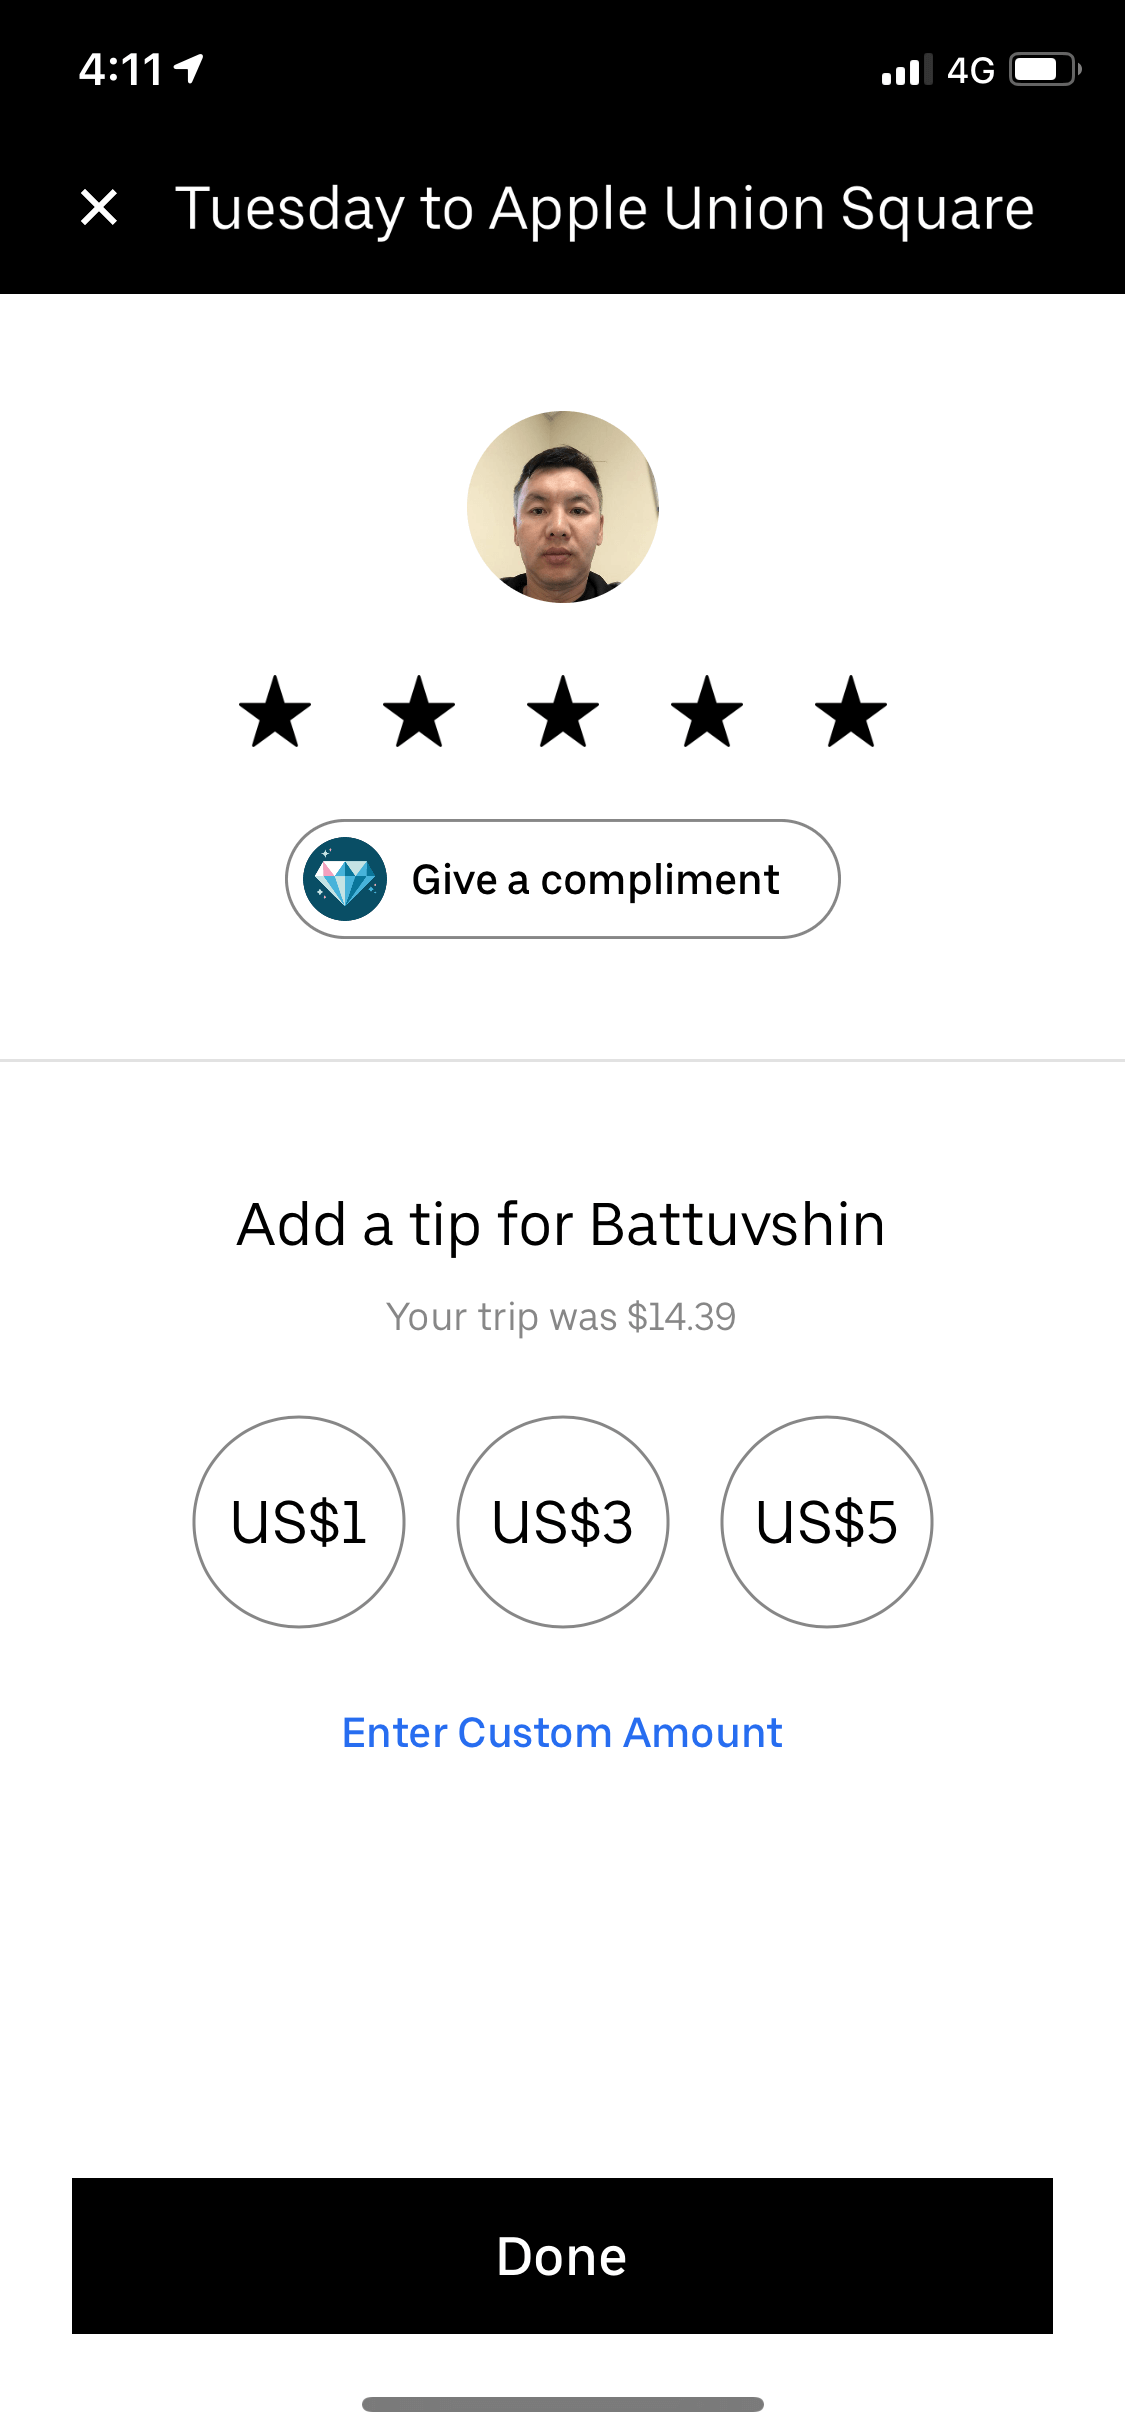 4:11
4G
Tuesday to Apple Union Square
Give a compliment
Add a tip for Battuvshin
Your trip was $14.39
US$1 US$3 US$5
Enter Custom Amount
Done